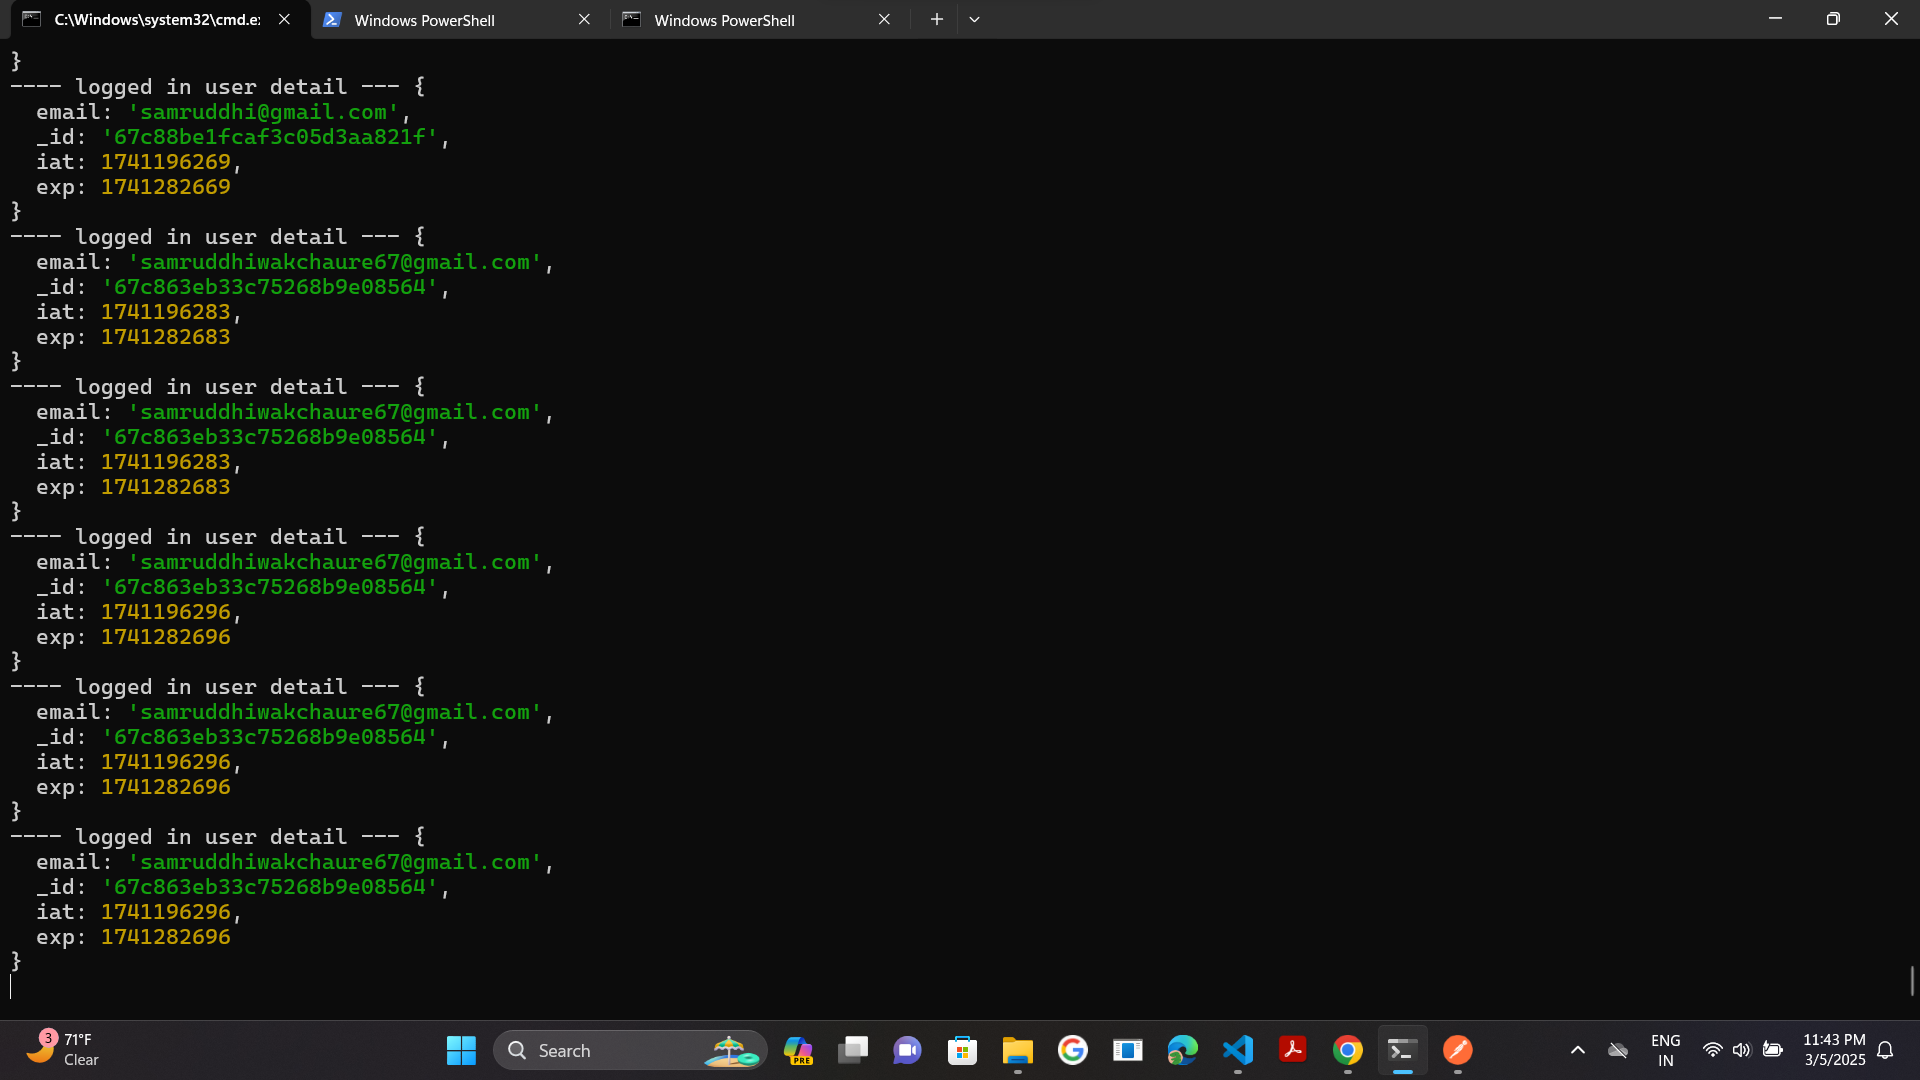 C:\Windows\system32\cmd.e
Windows PowerShell
Windows PowerShell
}
---- logged in user detail --- {
  email: 'samruddhi@gmail.com',
  _id: '67c88be1fcaf3c05d3aa821f',
  iat: 1741196269,
  exp: 1741282669
}
---- logged in user detail --- {
  email: 'samruddhiwakchaure67@gmail.com',
  _id: '67c863eb33c75268b9e08564',
  iat: 1741196283,
  exp: 1741282683
}
---- logged in user detail --- {
  email: 'samruddhiwakchaure67@gmail.com',
  _id: '67c863eb33c75268b9e08564',
  iat: 1741196283,
  exp: 1741282683
}
---- logged in user detail --- {
  email: 'samruddhiwakchaure67@gmail.com',
  _id: '67c863eb33c75268b9e08564',
  iat: 1741196296,
  exp: 1741282696
}
---- logged in user detail --- {
  email: 'samruddhiwakchaure67@gmail.com',
  _id: '67c863eb33c75268b9e08564',
  iat: 1741196296,
  exp: 1741282696
}
---- logged in user detail --- {
  email: 'samruddhiwakchaure67@gmail.com',
  _id: '67c863eb33c75268b9e08564',
  iat: 1741196296,
  exp: 1741282696
}
3
71°F
Clear
Search
PRE
ENG
IN
11:43 PM
3/5/2025